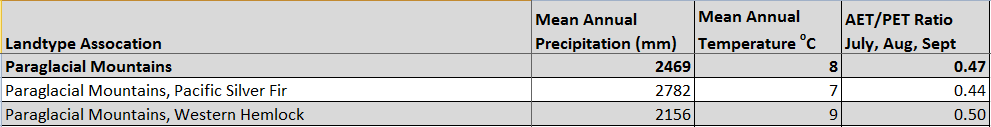 Landtype Assocation Mean Annual Precipitation (mm) Mean Annual Temperature °C AET/PET Ratio July, Aug, Sept
Paraglacial Mountains 2469 8 0.47
Paraglacial Mountains, Pacific Silver Fir 2782 7 0.44
Paraglacial Mountains, Western Hemlock 2156 9 0.50